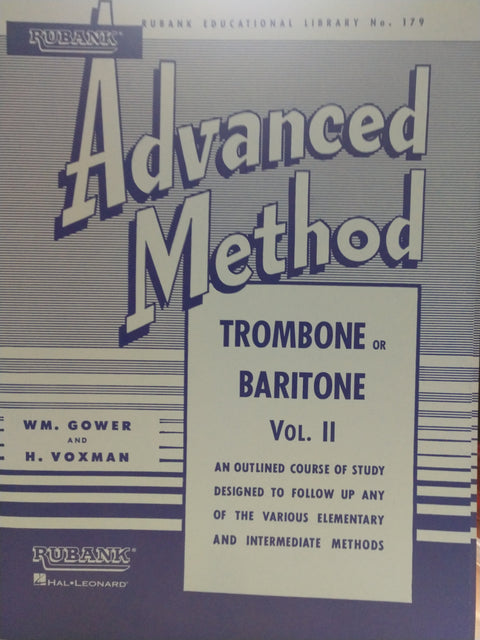 RUBANK EDUCATIONAL LIBRARY No. 179
RUBANK®
Advanced
Method
TROMBONE OR
BARITONE
VOL. II
WM. GOWER
AND
H. VOXMAN
AN OUTLINED COURSE OF STUDY
DESIGNED TO FOLLOW UP ANY
OF THE VARIOUS ELEMENTARY
AND INTERMEDIATE METHODS
RUBANK®
HAL•LEONARD®